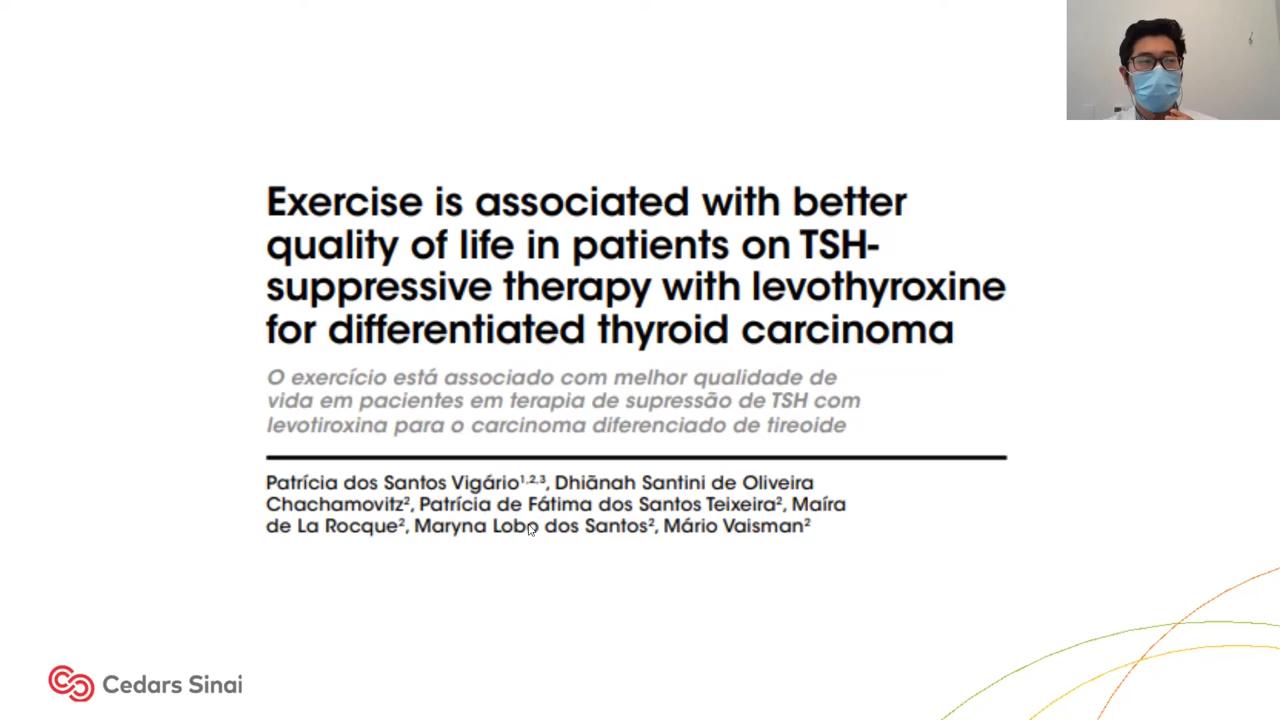 Exercise is associated with better
quality of life in patients on TSH-
suppressive therapy with levothyroxine
for differentiated thyroid carcinoma
O exercício está associado com melhor qualidade de
vida em pacientes em terapia de supressão de TSH com
levotiroxina para o carcinoma diferenciado de tireoide
Patrícia dos Santos Vigário¹,²,³, Dhiãnah Santini de Oliveira
Chachamovitz², Patrícia de Fátima dos Santos Teixeira², Maíra
de La Rocque², Maryna Lobo dos Santos², Mário Vaisman²
Cedars Sinai